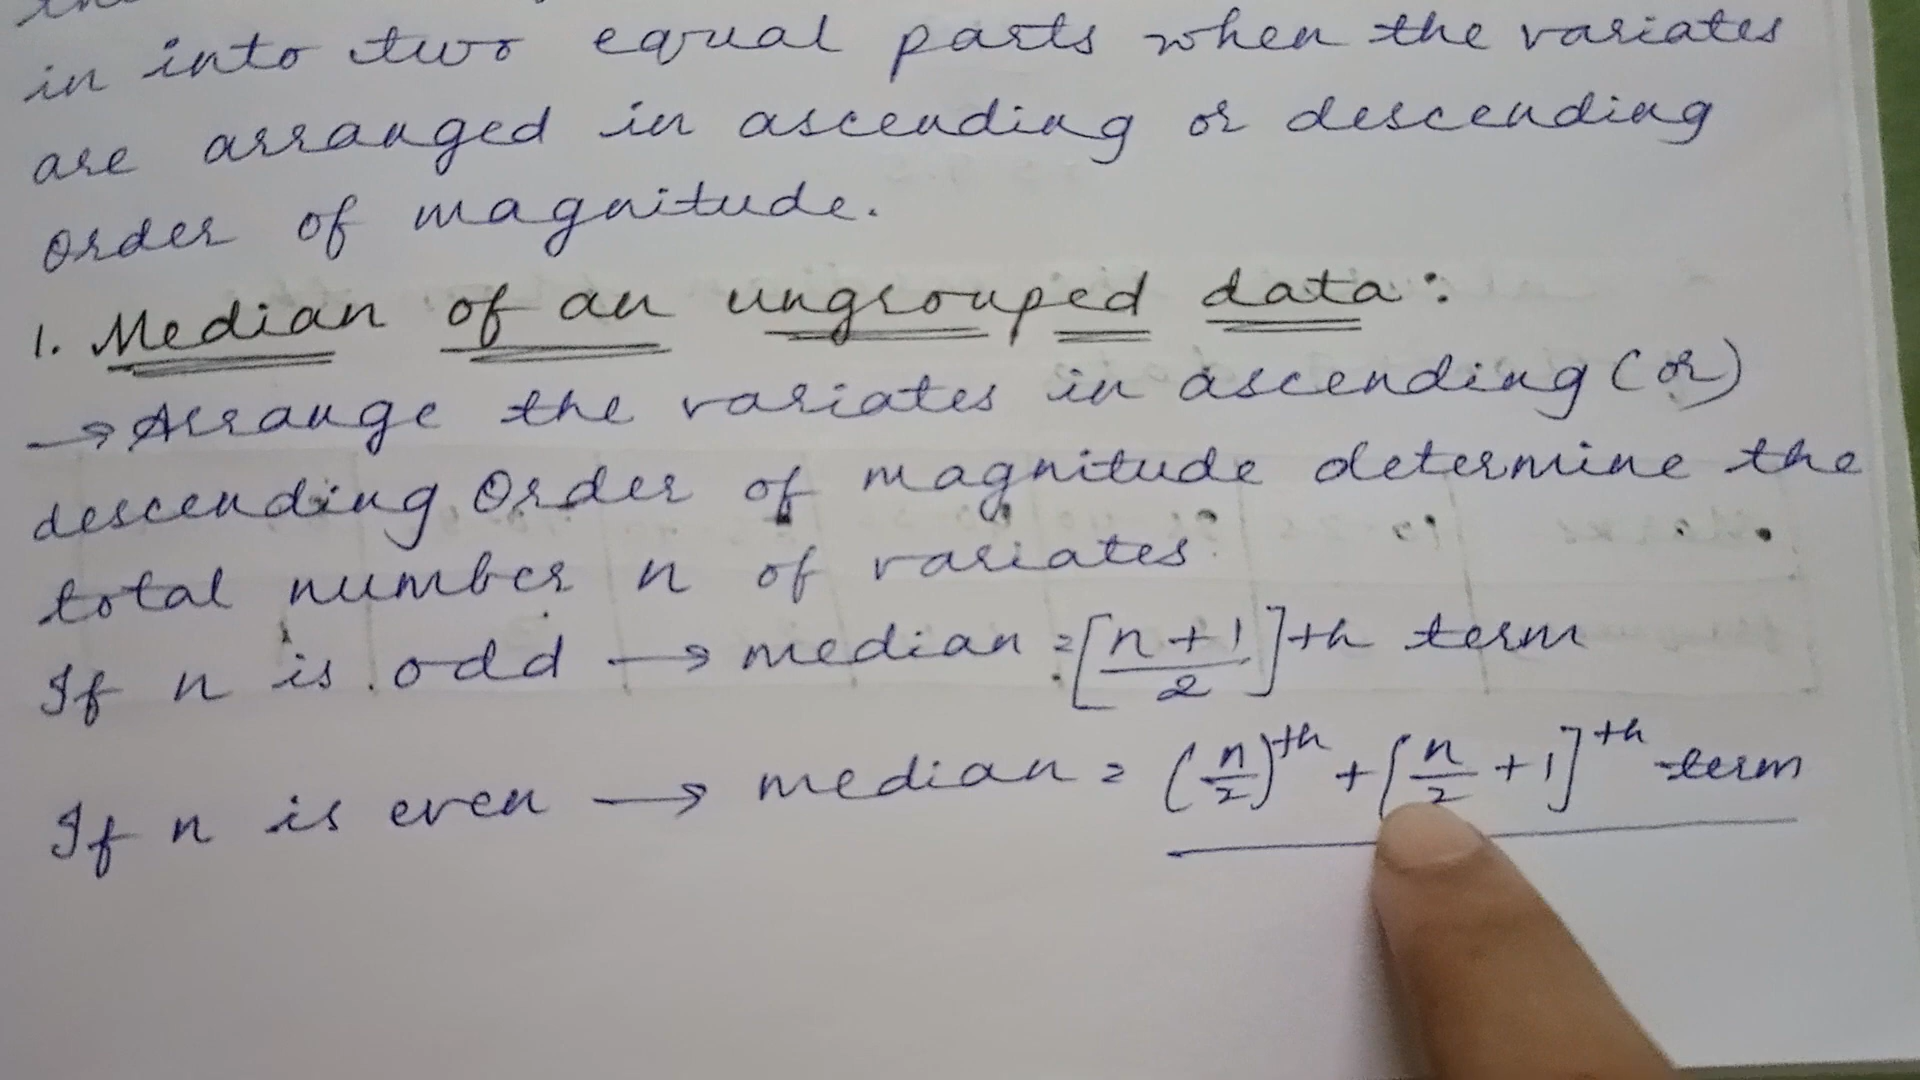 in into two equal parts when the variates
are arranged in ascending or descending
order of magnitude.
1. Median of an ungrouped data:
→ Arrange the variates in ascending (or)
descending Order of magnitude determine the
total number n of variates
If n is odd → median = [n+1/2]th term
If n is even → median = (n/2)th + [n/2 + 1]th term